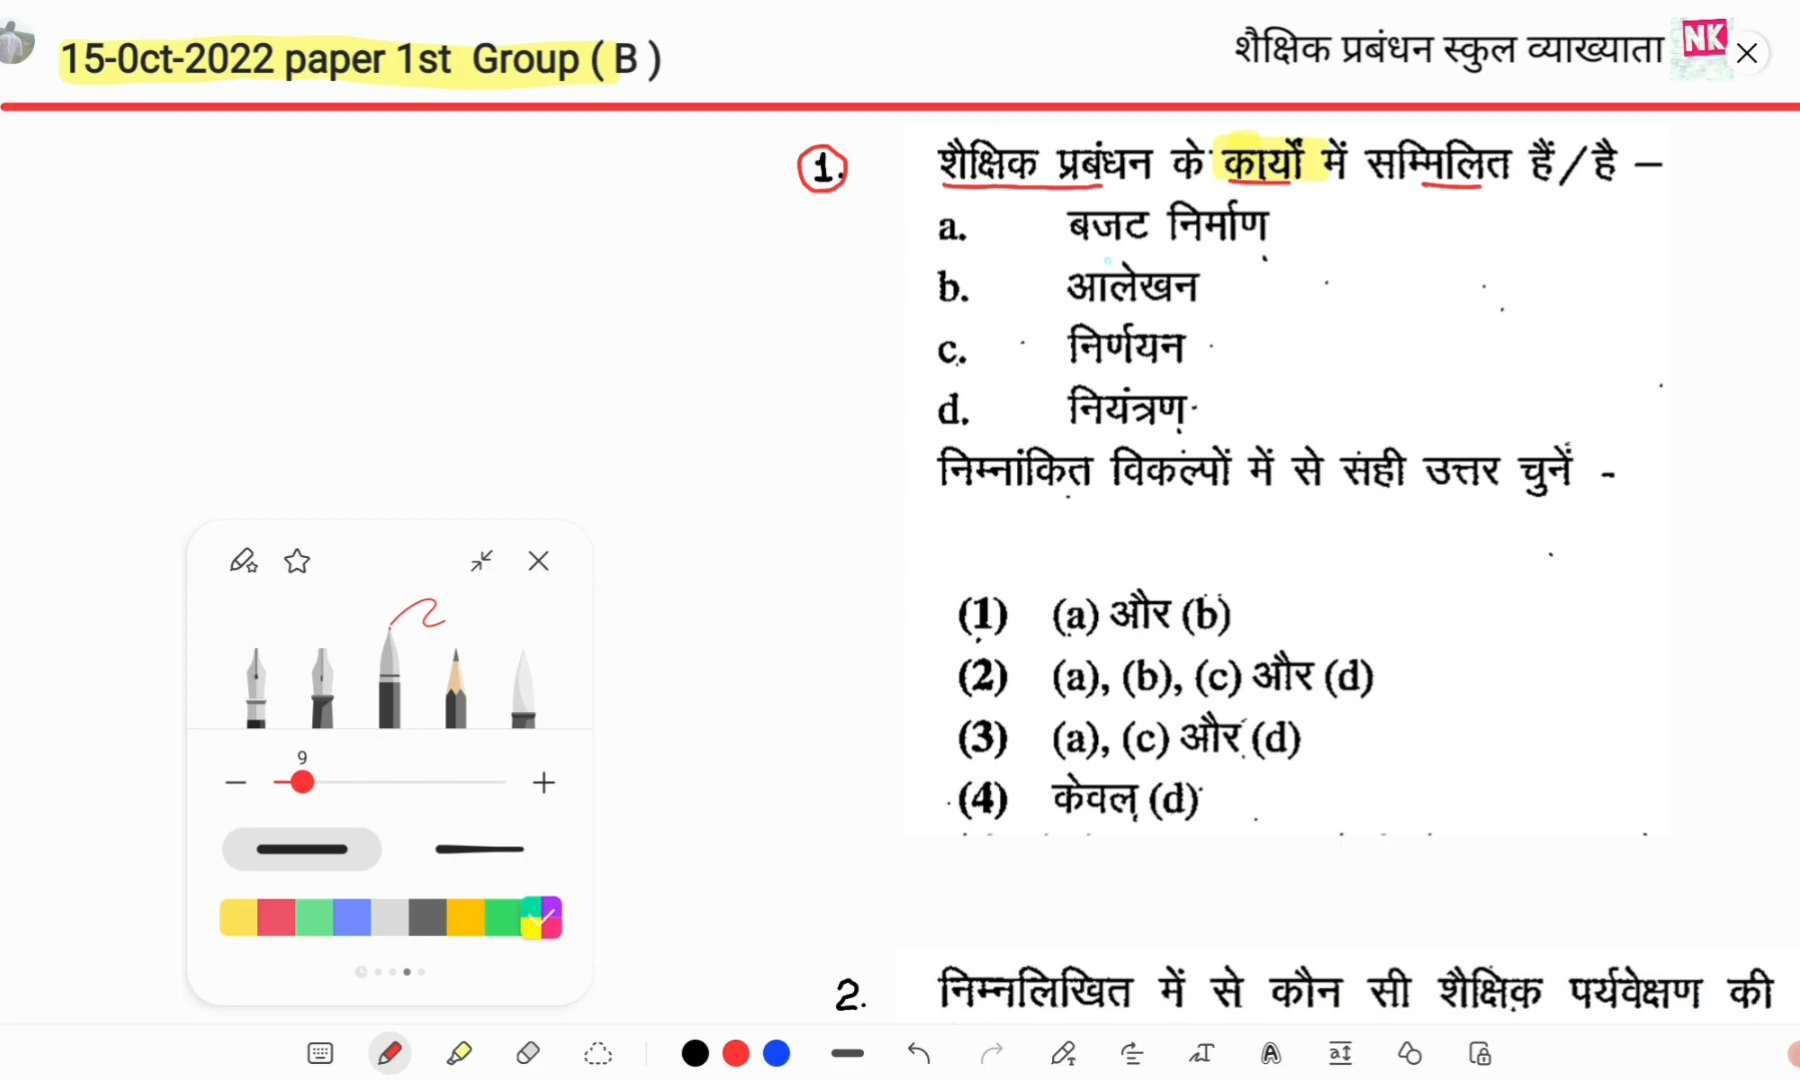 15-Oct-2022 paper 1st Group ( B )
शैक्षिक प्रबंधन स्कुल व्याख्याता
NK
1.
शैक्षिक प्रबंधन के कार्यों में सम्मिलित हैं/है –
a. बजट निर्माण
b. आलेखन
c. निर्णयन
d. नियंत्रण
निम्नांकित विकल्पों में से सही उत्तर चुनें -
(1) (a) और (b)
(2) (a), (b), (c) और (d)
(3) (a), (c) और (d)
(4) केवल (d)
9
2. निम्नलिखित में से कौन सी शैक्षिक पर्यवेक्षण की